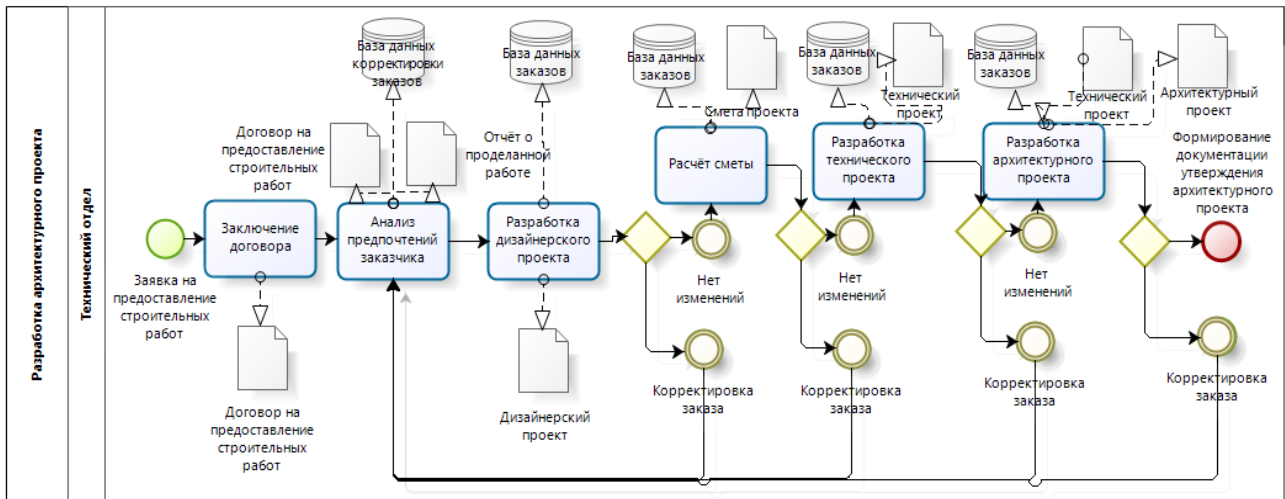 Разработка архитектурного проекта
Технический отдел
База данных
корректировки
заказов
База данных
заказов
База данных
заказов
Смета проекта
База данных
заказов
Технический
проект
База данных
заказов
Технический
проект
Архитектурный
проект
Договор на
предоставление
строительных
работ
Отчёт о
проделанной
работе
Формирование
документации
утверждения
архитектурного
проекта
Заключение
договора
Анализ
предпочтений
заказчика
Разработка
дизайнерского
проекта
Расчёт сметы
Разработка
технического
проекта
Разработка
архитектурного
проекта
Заявка на
предоставление
строительных
работ
Нет
изменений
Нет
изменений
Нет
изменений
Договор на
предоставление
строительных
работ
Дизайнерский
проект
Корректировка
заказа
Корректировка
заказа
Корректировка
заказа
Корректировка
заказа